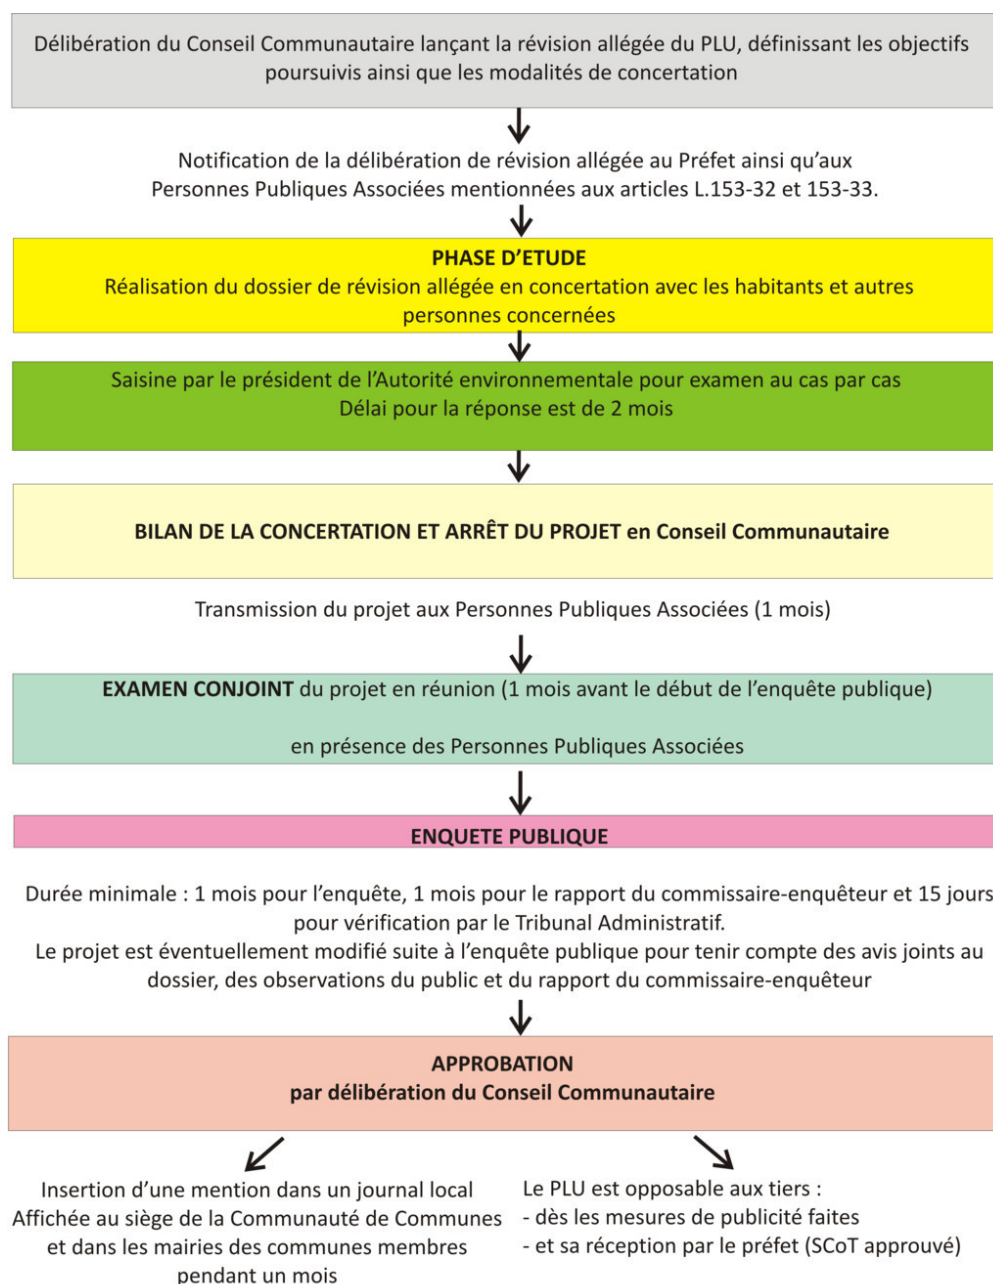 Délibération du Conseil Communautaire lançant la révision allégée du PLU, définissant les objectifs
poursuivis ainsi que les modalités de concertation
Notification de la délibération de révision allégée au Préfet ainsi qu’aux
Personnes Publiques Associées mentionnées aux articles L.153-32 et 153-33.
PHASE D’ETUDE
Réalisation du dossier de révision allégée en concertation avec les habitants et autres
personnes concernées
Saisine par le président de l’Autorité environnementale pour examen au cas par cas
Délai pour la réponse est de 2 mois
BILAN DE LA CONCERTATION ET ARRÊT DU PROJET en Conseil Communautaire
Transmission du projet aux Personnes Publiques Associées (1 mois)
EXAMEN CONJOINT du projet en réunion (1 mois avant le début de l’enquête publique)
en présence des Personnes Publiques Associées
ENQUETE PUBLIQUE
Durée minimale : 1 mois pour l’enquête, 1 mois pour le rapport du commissaire-enquêteur et 15 jours
pour vérification par le Tribunal Administratif.
Le projet est éventuellement modifié suite à l’enquête publique pour tenir compte des avis joints au
dossier, des observations du public et du rapport du commissaire-enquêteur
APPROBATION
par délibération du Conseil Communautaire
Insertion d’une mention dans un journal local
Affichée au siège de la Communauté de Communes
et dans les mairies des communes membres
pendant un mois
Le PLU est opposable aux tiers :
- dès les mesures de publicité faites
- et sa réception par le préfet (SCoT approuvé)